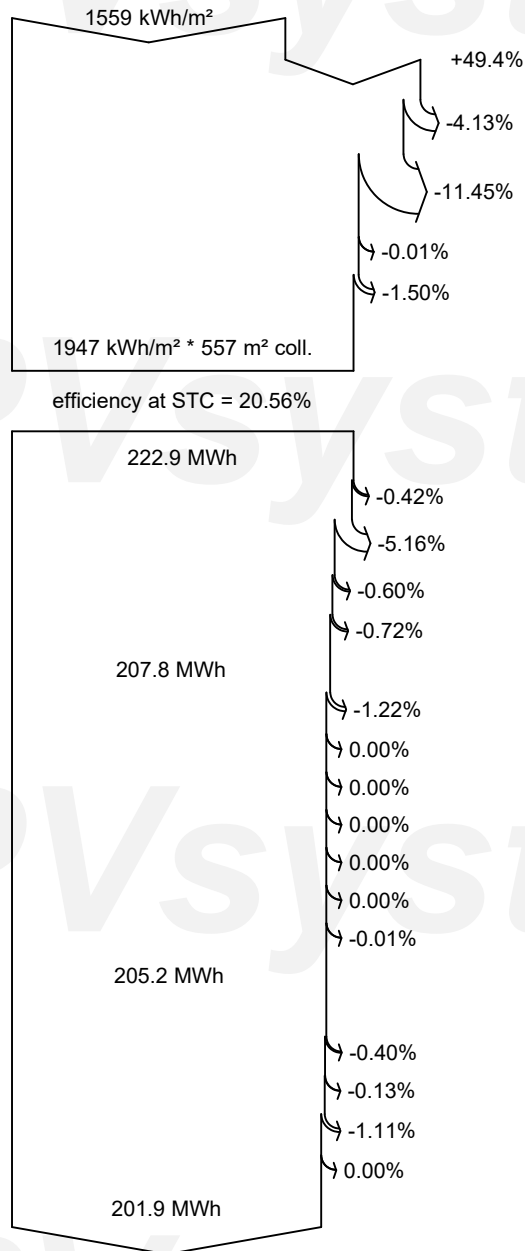 1559 kWh/m²
+49.4%
-4.13%
-11.45%
-0.01%
-1.50%
1947 kWh/m² * 557 m² coll.
efficiency at STC = 20.56%
222.9 MWh
-0.42%
-5.16%
-0.60%
-0.72%
207.8 MWh
-1.22%
0.00%
0.00%
0.00%
0.00%
0.00%
-0.01%
205.2 MWh
-0.40%
-0.13%
-1.11%
0.00%
201.9 MWh
PVsyst
PVsyst
PVsyst